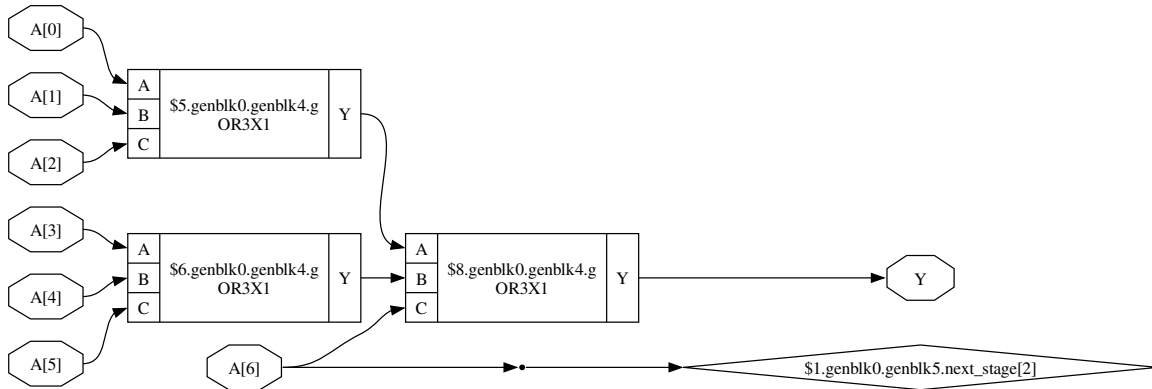 A[0]
A[1]
A[2]
A
B
C
$5.genblk0.genblk4.g
OR3X1
Y
A[3]
A[4]
A[5]
A
B
C
$6.genblk0.genblk4.g
OR3X1
Y
A
B
C
$8.genblk0.genblk4.g
OR3X1
Y
Y
A[6]
$1.genblk0.genblk5.next_stage[2]